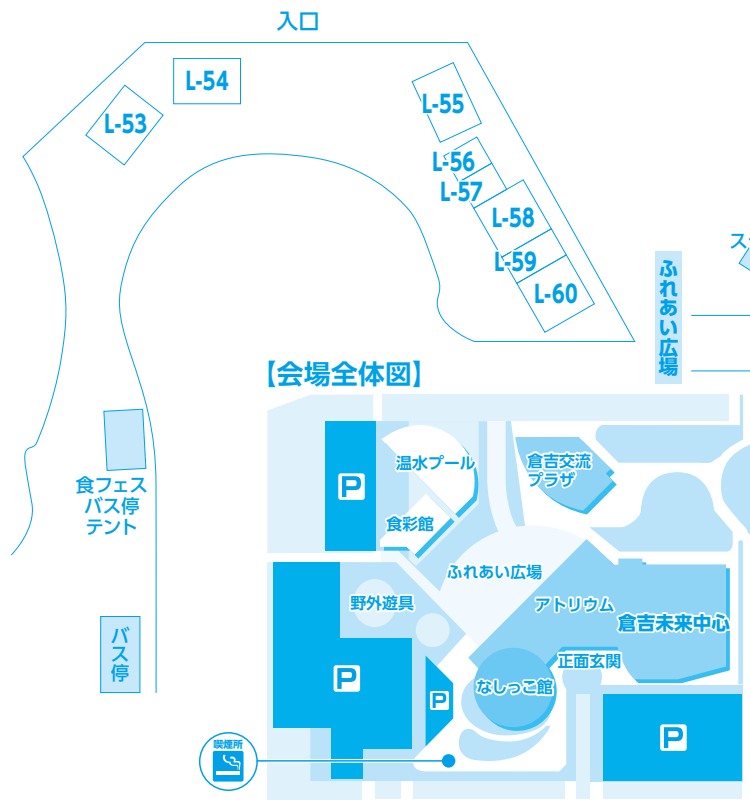 入口
L-54
L-53
L-55
L-56
L-57
L-58
L-59
L-60
ふれあい広場
【会場全体図】
食フェス
バス停
テント
バス停
温水プール
倉吉交流
プラザ
P
食彩館
ふれあい広場
野外遊具
アトリウム
倉吉未来中心
正面玄関
P
P
なしっこ館
P
喫煙所